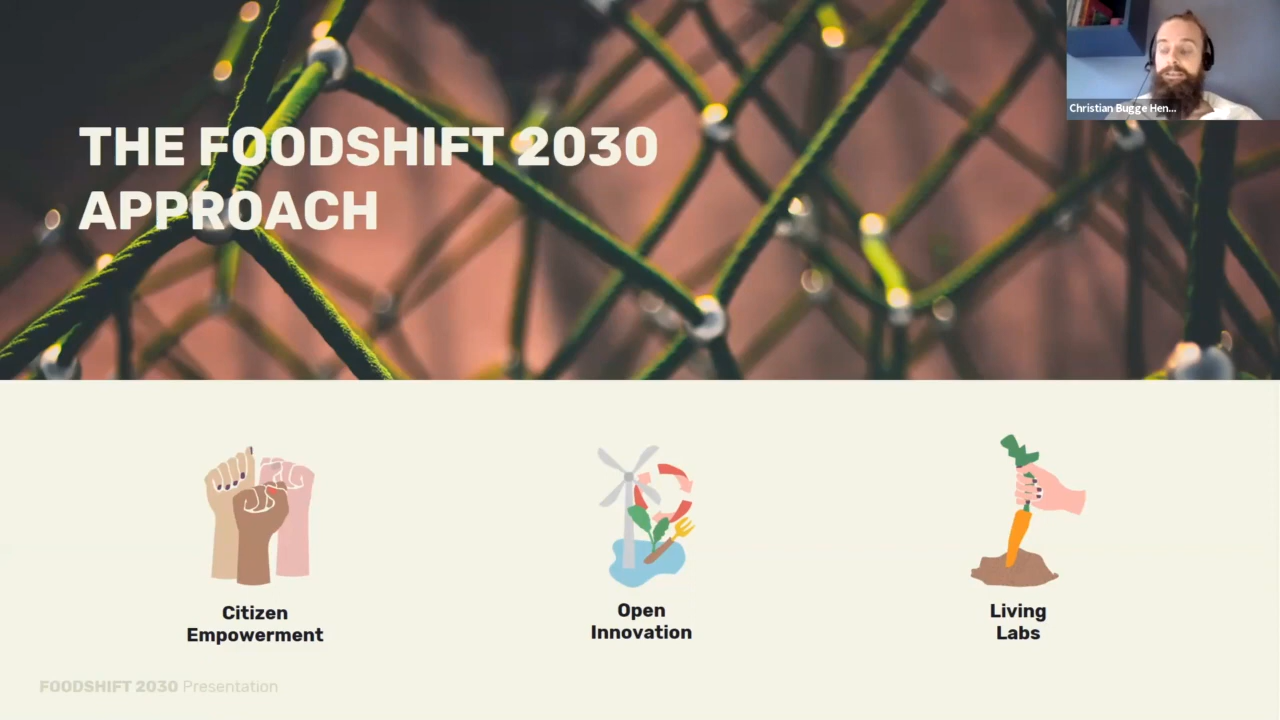 THE FOODSHIFT 2030
APPROACH
Christian Bugge Hen...
Citizen
Empowerment
Open
Innovation
Living
Labs
FOODSHIFT 2030 Presentation